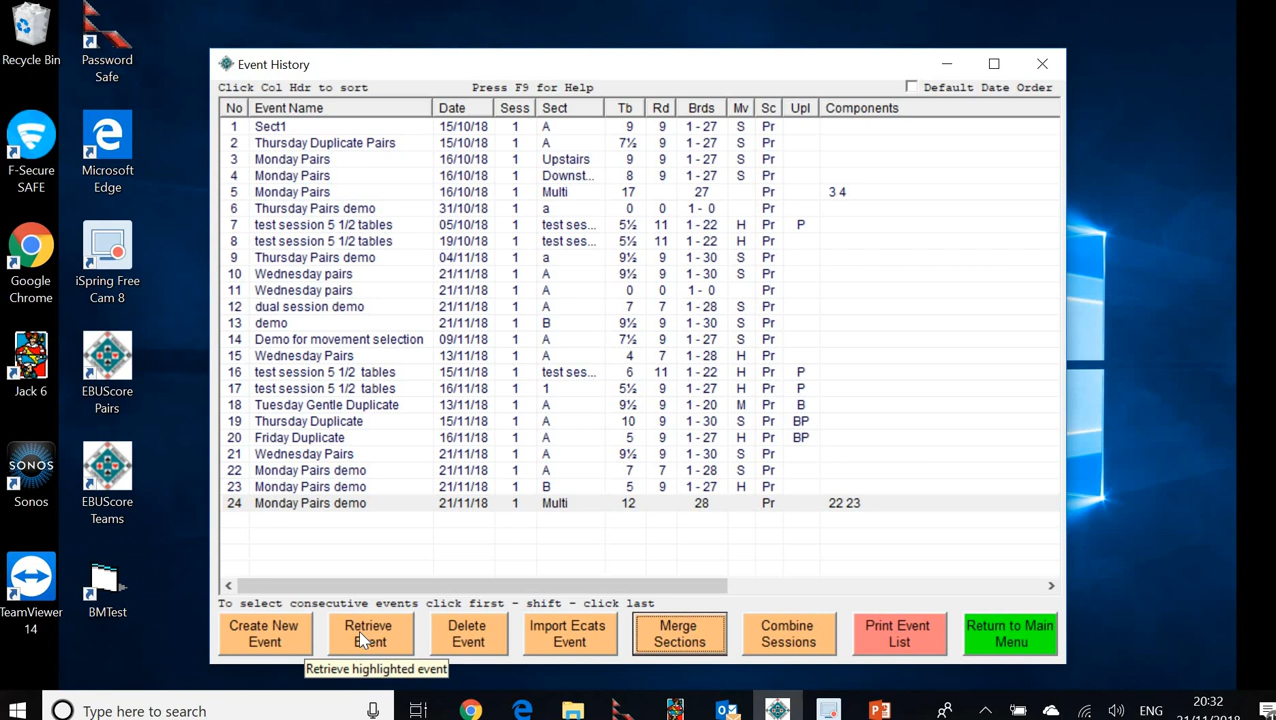 Recycle Bin
Password Safe
F-Secure SAFE
Microsoft Edge
Google Chrome
iSpring Free Cam 8
Jack 6
EBUScore Pairs
SONOS
Sonos
EBUScore Teams
TeamViewer 14
BMTest
Event History
Click Col Hdr to sort Press F9 for Help Default Date Order
No Event Name Date Sess Sect Tb Rd Brds Mv Sc Upl Components
1 Sect1 15/10/18 1 A 9 9 1 - 27 S Pr
2 Thursday Duplicate Pairs 15/10/18 1 A 7½ 9 1 - 27 S Pr
3 Monday Pairs 16/10/18 1 Upstairs 9 9 1 - 27 S Pr
4 Monday Pairs 16/10/18 1 Downst... 8 9 1 - 27 S Pr
5 Monday Pairs 16/10/18 1 Multi 17 27 Pr 3 4
6 Thursday Pairs demo 31/10/18 1 a 0 0 1 - 0 Pr
7 test session 5 1/2 tables 05/10/18 1 test ses... 5½ 11 1 - 22 H Pr P
8 test session 5 1/2 tables 19/10/18 1 test ses... 5½ 11 1 - 22 H Pr
9 Thursday Pairs demo 04/11/18 1 a 9½ 9 1 - 30 S Pr
10 Wednesday pairs 21/11/18 1 A 9½ 9 1 - 30 S Pr
11 Wednesday pairs 21/11/18 1 A 0 0 1 - 0 Pr
12 dual session demo 21/11/18 1 A 7 7 1 - 28 S Pr
13 demo 21/11/18 1 B 9½ 9 1 - 30 S Pr
14 Demo for movement selection 09/11/18 1 A 7½ 9 1 - 27 S Pr
15 Wednesday Pairs 13/11/18 1 A 4 7 1 - 28 H Pr
16 test session 5 1/2 tables 15/11/18 1 test ses... 6 11 1 - 22 H Pr P
17 test session 5 1/2 tables 16/11/18 1 1 5½ 9 1 - 27 H Pr P
18 Tuesday Gentle Duplicate 13/11/18 1 A 9½ 9 1 - 20 M Pr B
19 Thursday Duplicate 15/11/18 1 A 10 9 1 - 30 S Pr BP
20 Friday Duplicate 16/11/18 1 A 5 9 1 - 27 H Pr BP
21 Wednesday Pairs 21/11/18 1 A 9½ 9 1 - 30 S Pr
22 Monday Pairs demo 21/11/18 1 A 7 7 1 - 28 S Pr
23 Monday Pairs demo 21/11/18 1 B 5 9 1 - 27 H Pr
24 Monday Pairs demo 21/11/18 1 Multi 12 28 Pr 22 23
To select consecutive events click first - shift - click last
Create New Event
Retrieve Event
Delete Event
Import Ecats Event
Merge Sections
Combine Sessions
Print Event List
Return to Main Menu
Retrieve highlighted event
Type here to search
ENG
20:32
21/11/2018